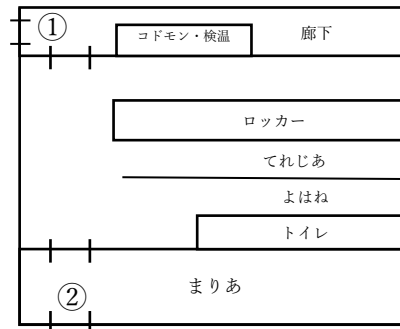 ① コドモン・検温 廊下
ロッカー
てれじあ
よはね
トイレ
まりあ
②